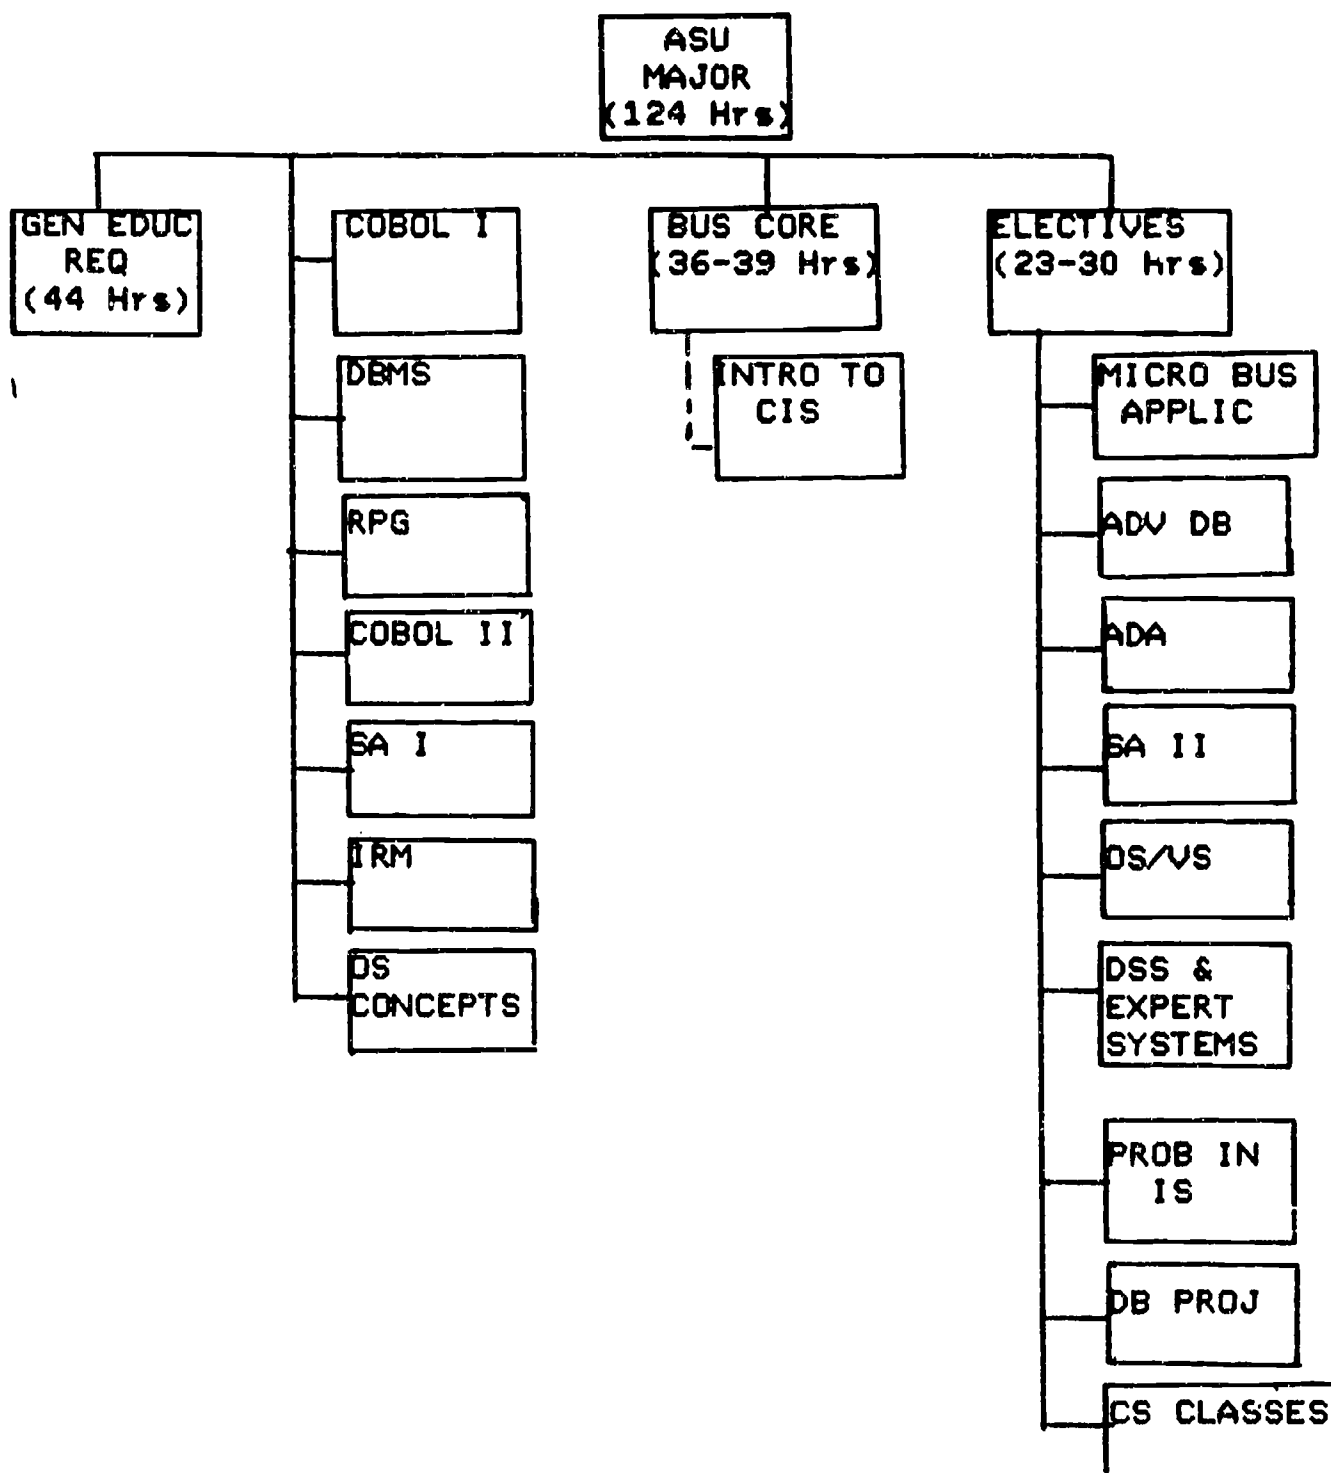 ASU
MAJOR
(124 Hrs)
GEN EDUC
REQ
(44 Hrs)
COBOL I
DBMS
RPG
COBOL II
SA I
IRM
OS
CONCEPTS
BUS CORE
(36-39 Hrs)
INTRO TO
CIS
ELECTIVES
(23-30 hrs)
MICRO BUS
APPLIC
ADV DB
ADA
SA II
OS/VS
DSS &
EXPERT
SYSTEMS
PROB IN
IS
DB PROJ
CS CLASSES